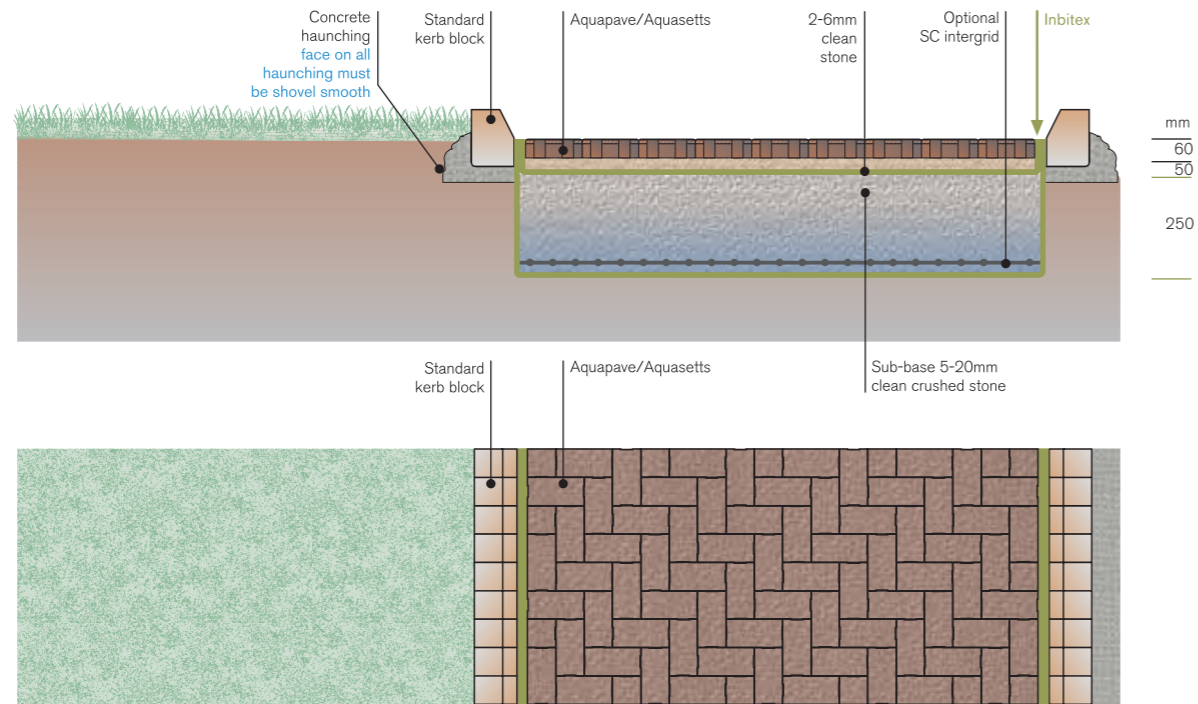 Concrete
haunching
face on all
haunching must
be shovel smooth
Standard
kerb block
Aquapave/Aquasetts
2-6mm
clean
stone
Optional
SC intergrid
Inbitex
mm
60
50
250
Standard
kerb block
Aquapave/Aquasetts
Sub-base 5-20mm
clean crushed stone